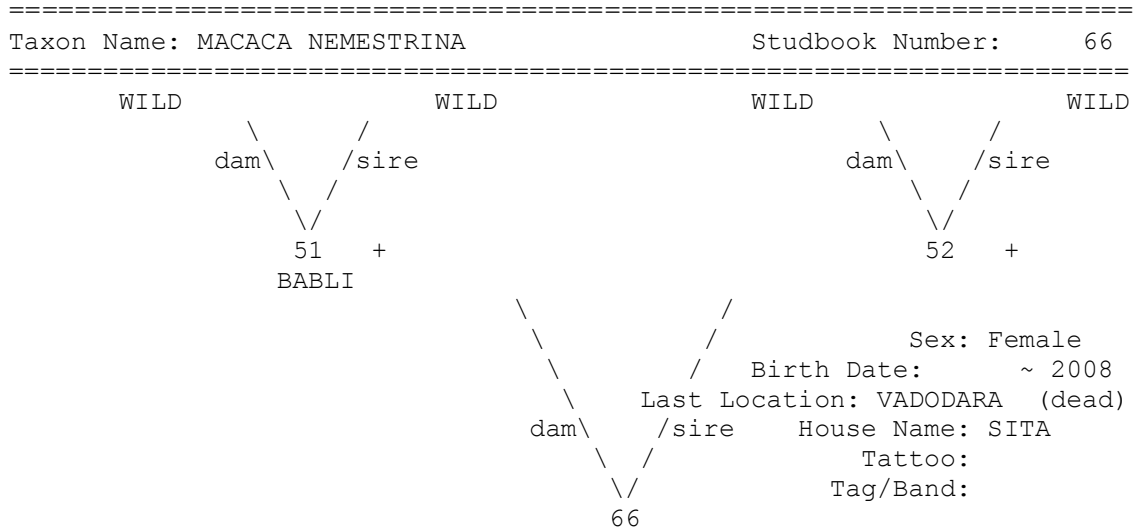 ======================================================================
Taxon Name: MACACA NEMESTRINA Studbook Number: 66
======================================================================
WILD WILD WILD WILD
\ / \ /
dam\ /sire dam\ /sire
\ / \ /
\/ \/
51 + 52 +
BABLI
\ /
\ / Sex: Female
\ / Birth Date: ~ 2008
\ Last Location: VADODARA (dead)
dam\ /sire House Name: SITA
\ / Tattoo:
\/ Tag/Band:
66